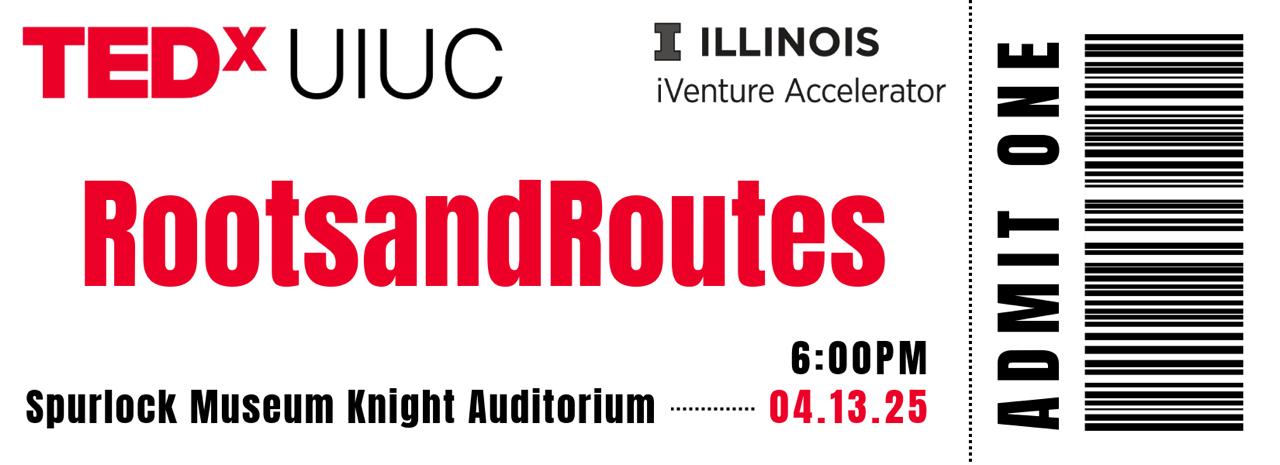 TEDx UIUC
ILLINOIS
iVenture Accelerator
RootsandRoutes
6:00PM
Spurlock Museum Knight Auditorium
04.13.25
ADMIT ONE